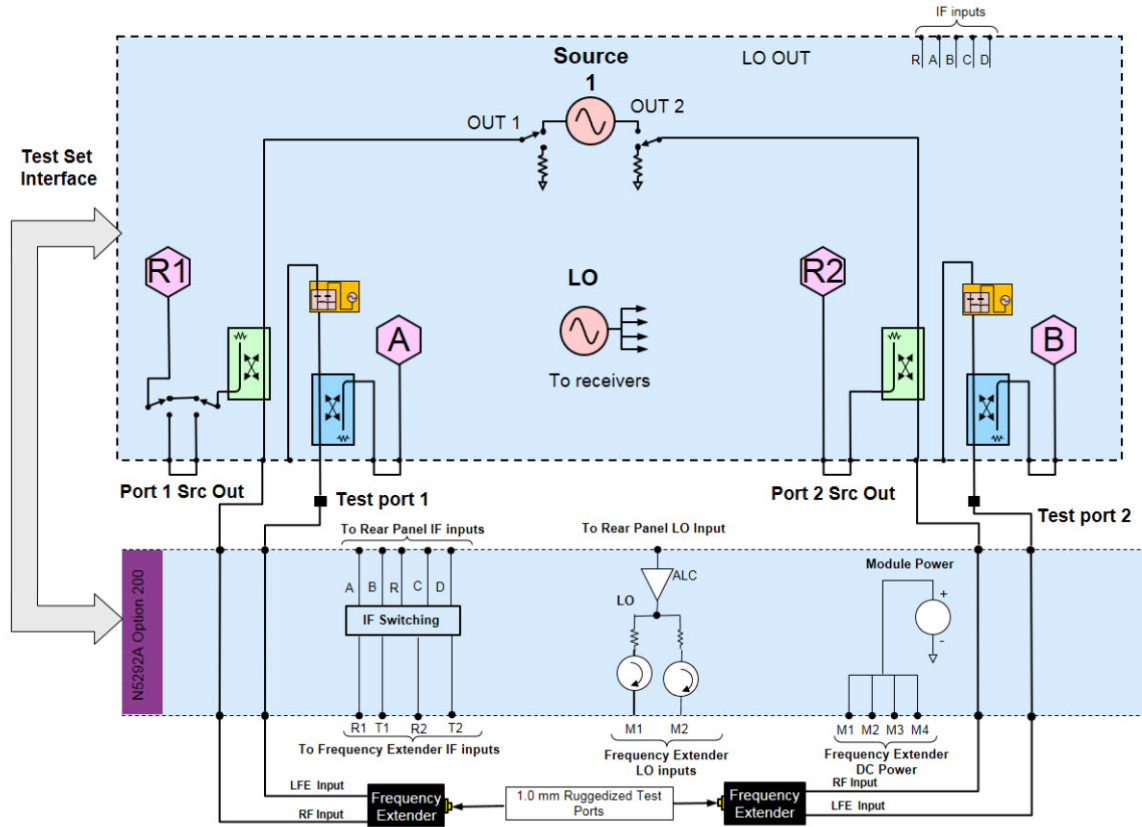 IF inputs
Source
1
LO OUT
R A B C D
OUT 1
OUT 2
Test Set
Interface
R1
A
LO
To receivers
R2
B
Port 1 Src Out
Test port 1
Port 2 Src Out
Test port 2
To Rear Panel IF inputs
To Rear Panel LO Input
N5292A Option 200
A B R C D
IF Switching
R1 T1 R2 T2
To Frequency Extender IF inputs
ALC
LO
M1 M2
Frequency Extender
LO inputs
Module Power
+
-
M1 M2 M3 M4
Frequency Extender
DC Power
LFE Input
RF Input
Frequency
Extender
1.0 mm Ruggedized Test
Ports
Frequency
Extender
RF Input
LFE Input